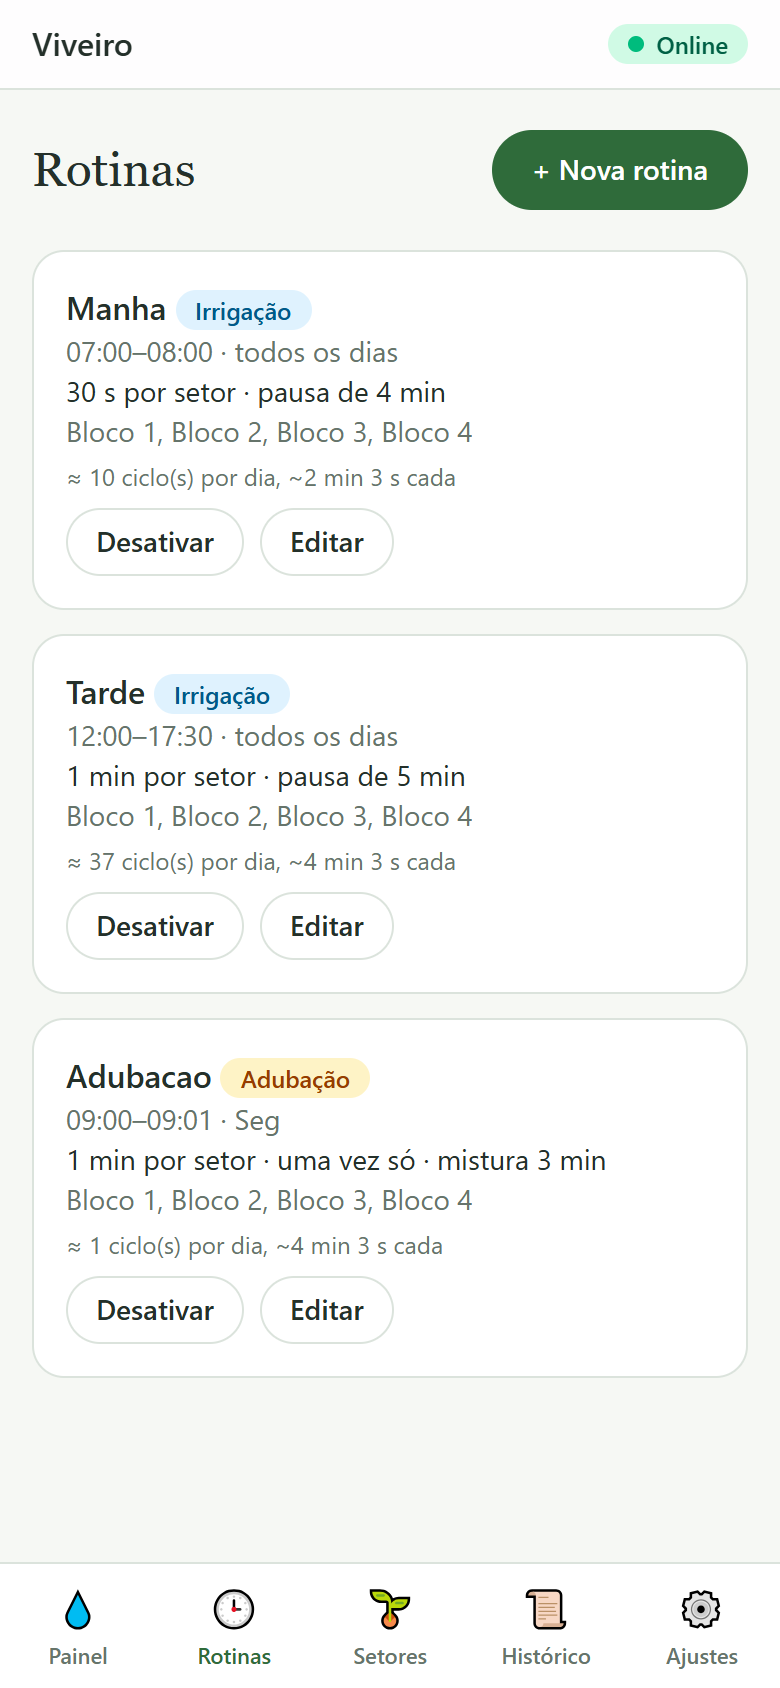 Viveiro
Online
Rotinas
+ Nova rotina
Manha Irrigação
07:00–08:00 · todos os dias
30 s por setor · pausa de 4 min
Bloco 1, Bloco 2, Bloco 3, Bloco 4
≈ 10 ciclo(s) por dia, ~2 min 3 s cada
Desativar Editar
Tarde Irrigação
12:00–17:30 · todos os dias
1 min por setor · pausa de 5 min
Bloco 1, Bloco 2, Bloco 3, Bloco 4
≈ 37 ciclo(s) por dia, ~4 min 3 s cada
Desativar Editar
Adubacao Adubação
09:00–09:01 · Seg
1 min por setor · uma vez só · mistura 3 min
Bloco 1, Bloco 2, Bloco 3, Bloco 4
≈ 1 ciclo(s) por dia, ~4 min 3 s cada
Desativar Editar
Painel Rotinas Setores Histórico Ajustes